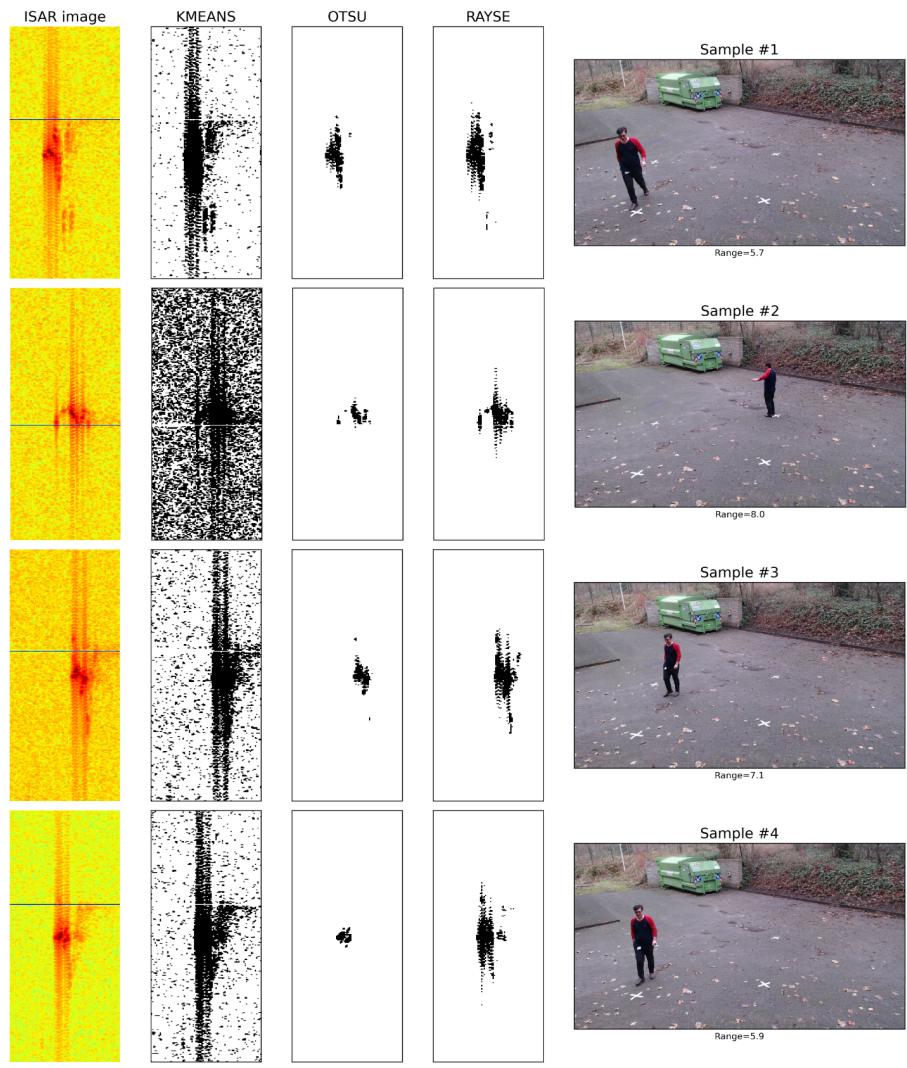 ISAR image KMEANS OTSU RAYSE
Sample #1
Range=5.7
Sample #2
Range=8.0
Sample #3
Range=7.1
Sample #4
Range=5.9